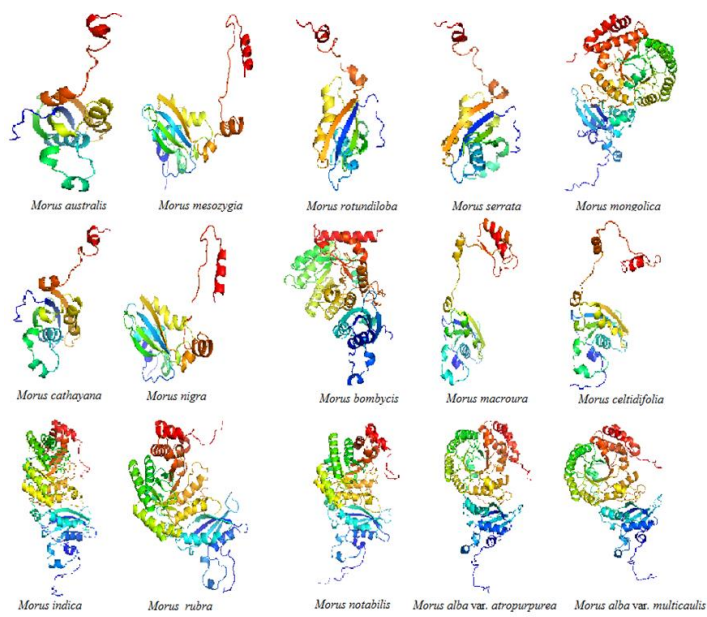 Morus australis
Morus mesozygia
Morus rotundiloba
Morus serrata
Morus mongolica
Morus cathayana
Morus nigra
Morus bombycis
Morus macroura
Morus celtidifolia
Morus indica
Morus rubra
Morus notabilis
Morus alba var. atropurpurea
Morus alba var. multicaulis